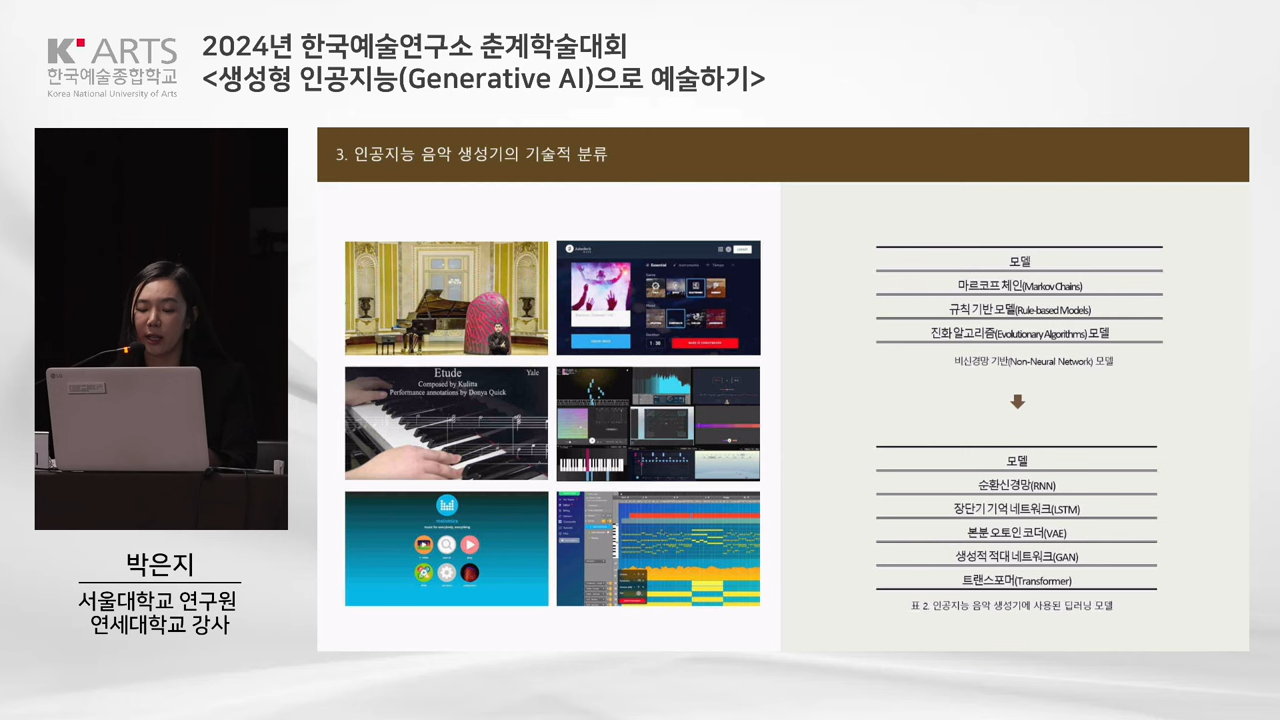 K ARTS
한국예술종합학교
Korea National University of Arts
2024년 한국예술연구소 춘계학술대회
<생성형 인공지능(Generative AI)으로 예술하기>
3. 인공지능 음악 생성기의 기술적 분류
Etude
Yale
Composed by Kulitta
Performance annotations by Donya Quick
melomics
Essential
모델
마르코프 체인(Markov Chains)
규칙 기반 모델(Rule-based Models)
진화 알고리즘(Evolutionary Algorithms) 모델
비신경망 기반(Non-Neural Network) 모델
모델
순환신경망(RNN)
장단기 기억 네트워크(LSTM)
본분 오토인 코더(VAE)
생성적 적대 네트워크(GAN)
트랜스포머(Transformer)
표 2. 인공지능 음악 생성기에 사용된 딥러닝 모델
LG
박은지
서울대학교 연구원
연세대학교 강사